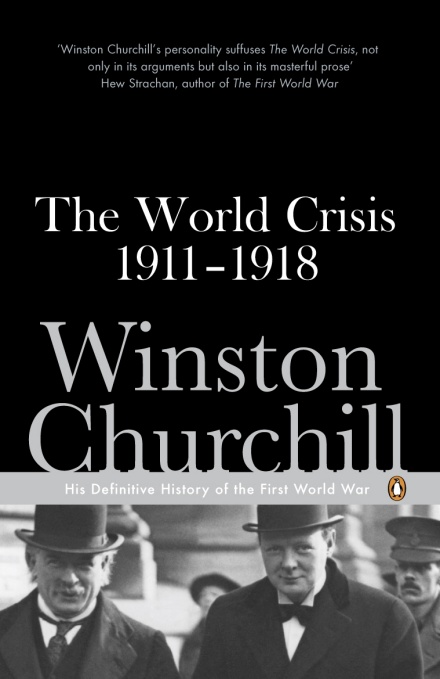 ‘Winston Churchill’s personality suffuses The World Crisis, not
only in its arguments but also in its masterful prose’
Hew Strachan, author of The First World War
The World Crisis
1911–1918
Winston
Churchill
His Definitive History of the First World War